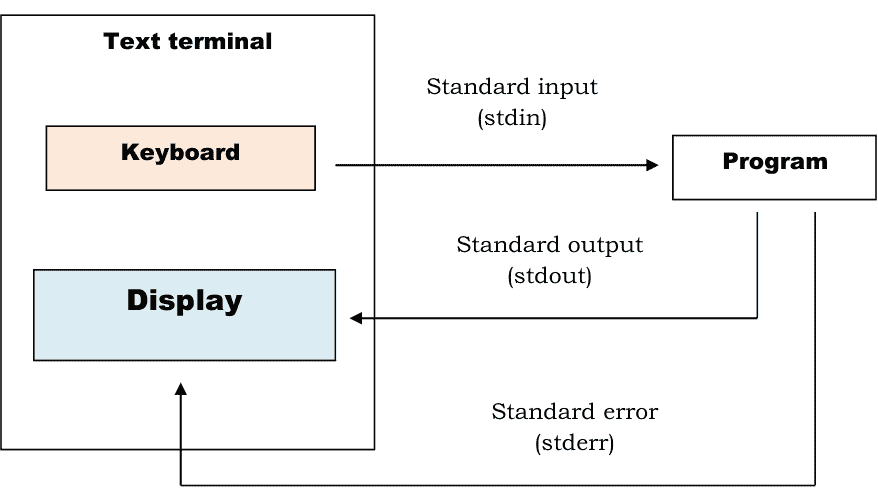 Text terminal
Standard input
(stdin)
Keyboard
Program
Standard output
(stdout)
Display
Standard error
(stderr)